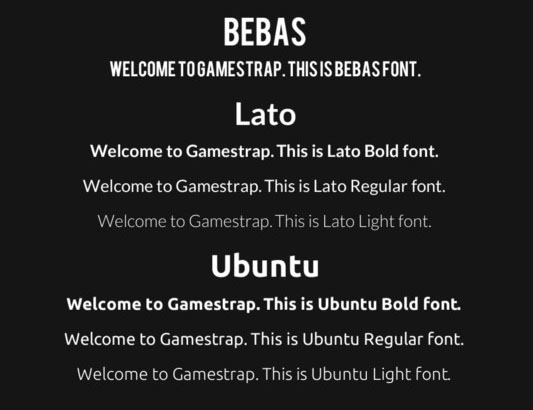 BEBAS
WELCOME TO GAMESTRAP. THIS IS BEBAS FONT.
Lato
Welcome to Gamestrap. This is Lato Bold font.
Welcome to Gamestrap. This is Lato Regular font.
Welcome to Gamestrap. This is Lato Light font.
Ubuntu
Welcome to Gamestrap. This is Ubuntu Bold font.
Welcome to Gamestrap. This is Ubuntu Regular font.
Welcome to Gamestrap. This is Ubuntu Light font.